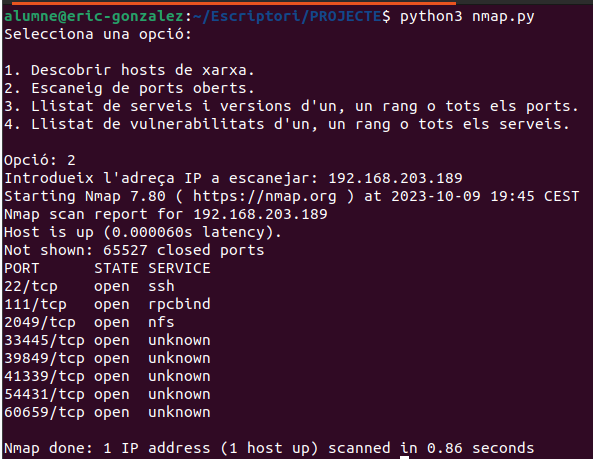 alumne@eric-gonzalez:~/Escriptori/PROJECTE$ python3 nmap.py
Selecciona una opció:
1. Descobrir hosts de xarxa.
2. Escaneig de ports oberts.
3. Llistat de serveis i versions d'un, un rang o tots els ports.
4. Llistat de vulnerabilitats d'un, un rang o tots els serveis.
Opció: 2
Introdueix l'adreça IP a escanejar: 192.168.203.189
Starting Nmap 7.80 ( https://nmap.org ) at 2023-10-09 19:45 CEST
Nmap scan report for 192.168.203.189
Host is up (0.000060s latency).
Not shown: 65527 closed ports
PORT      STATE SERVICE
22/tcp    open  ssh
111/tcp   open  rpcbind
2049/tcp  open  nfs
33445/tcp open  unknown
39849/tcp open  unknown
41339/tcp open  unknown
54431/tcp open  unknown
60659/tcp open  unknown
Nmap done: 1 IP address (1 host up) scanned in 0.86 seconds